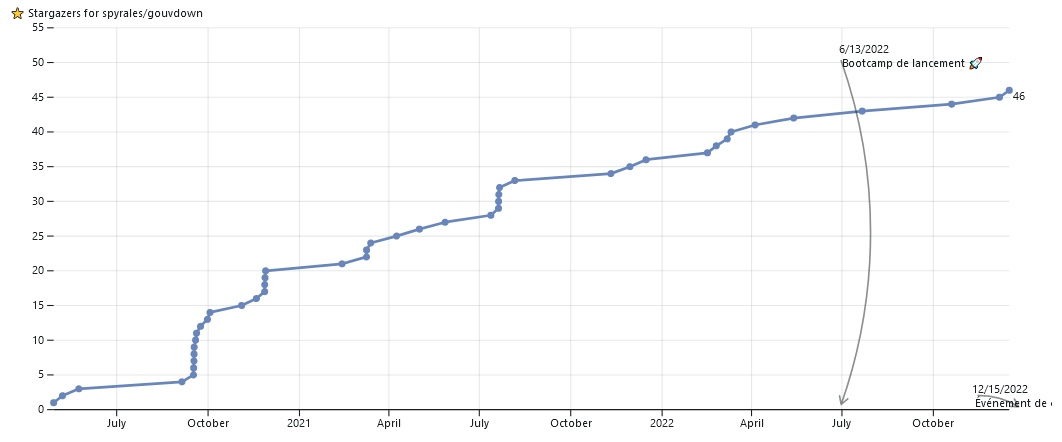 ⭐ Stargazers for spyrales/gouvdown
55
50
45
40
35
30
25
20
15
10
5
0
6/13/2022
Bootcamp de lancement 🚀
46
12/15/2022
Événement de
July
October
2021
April
July
October
2022
April
July
October